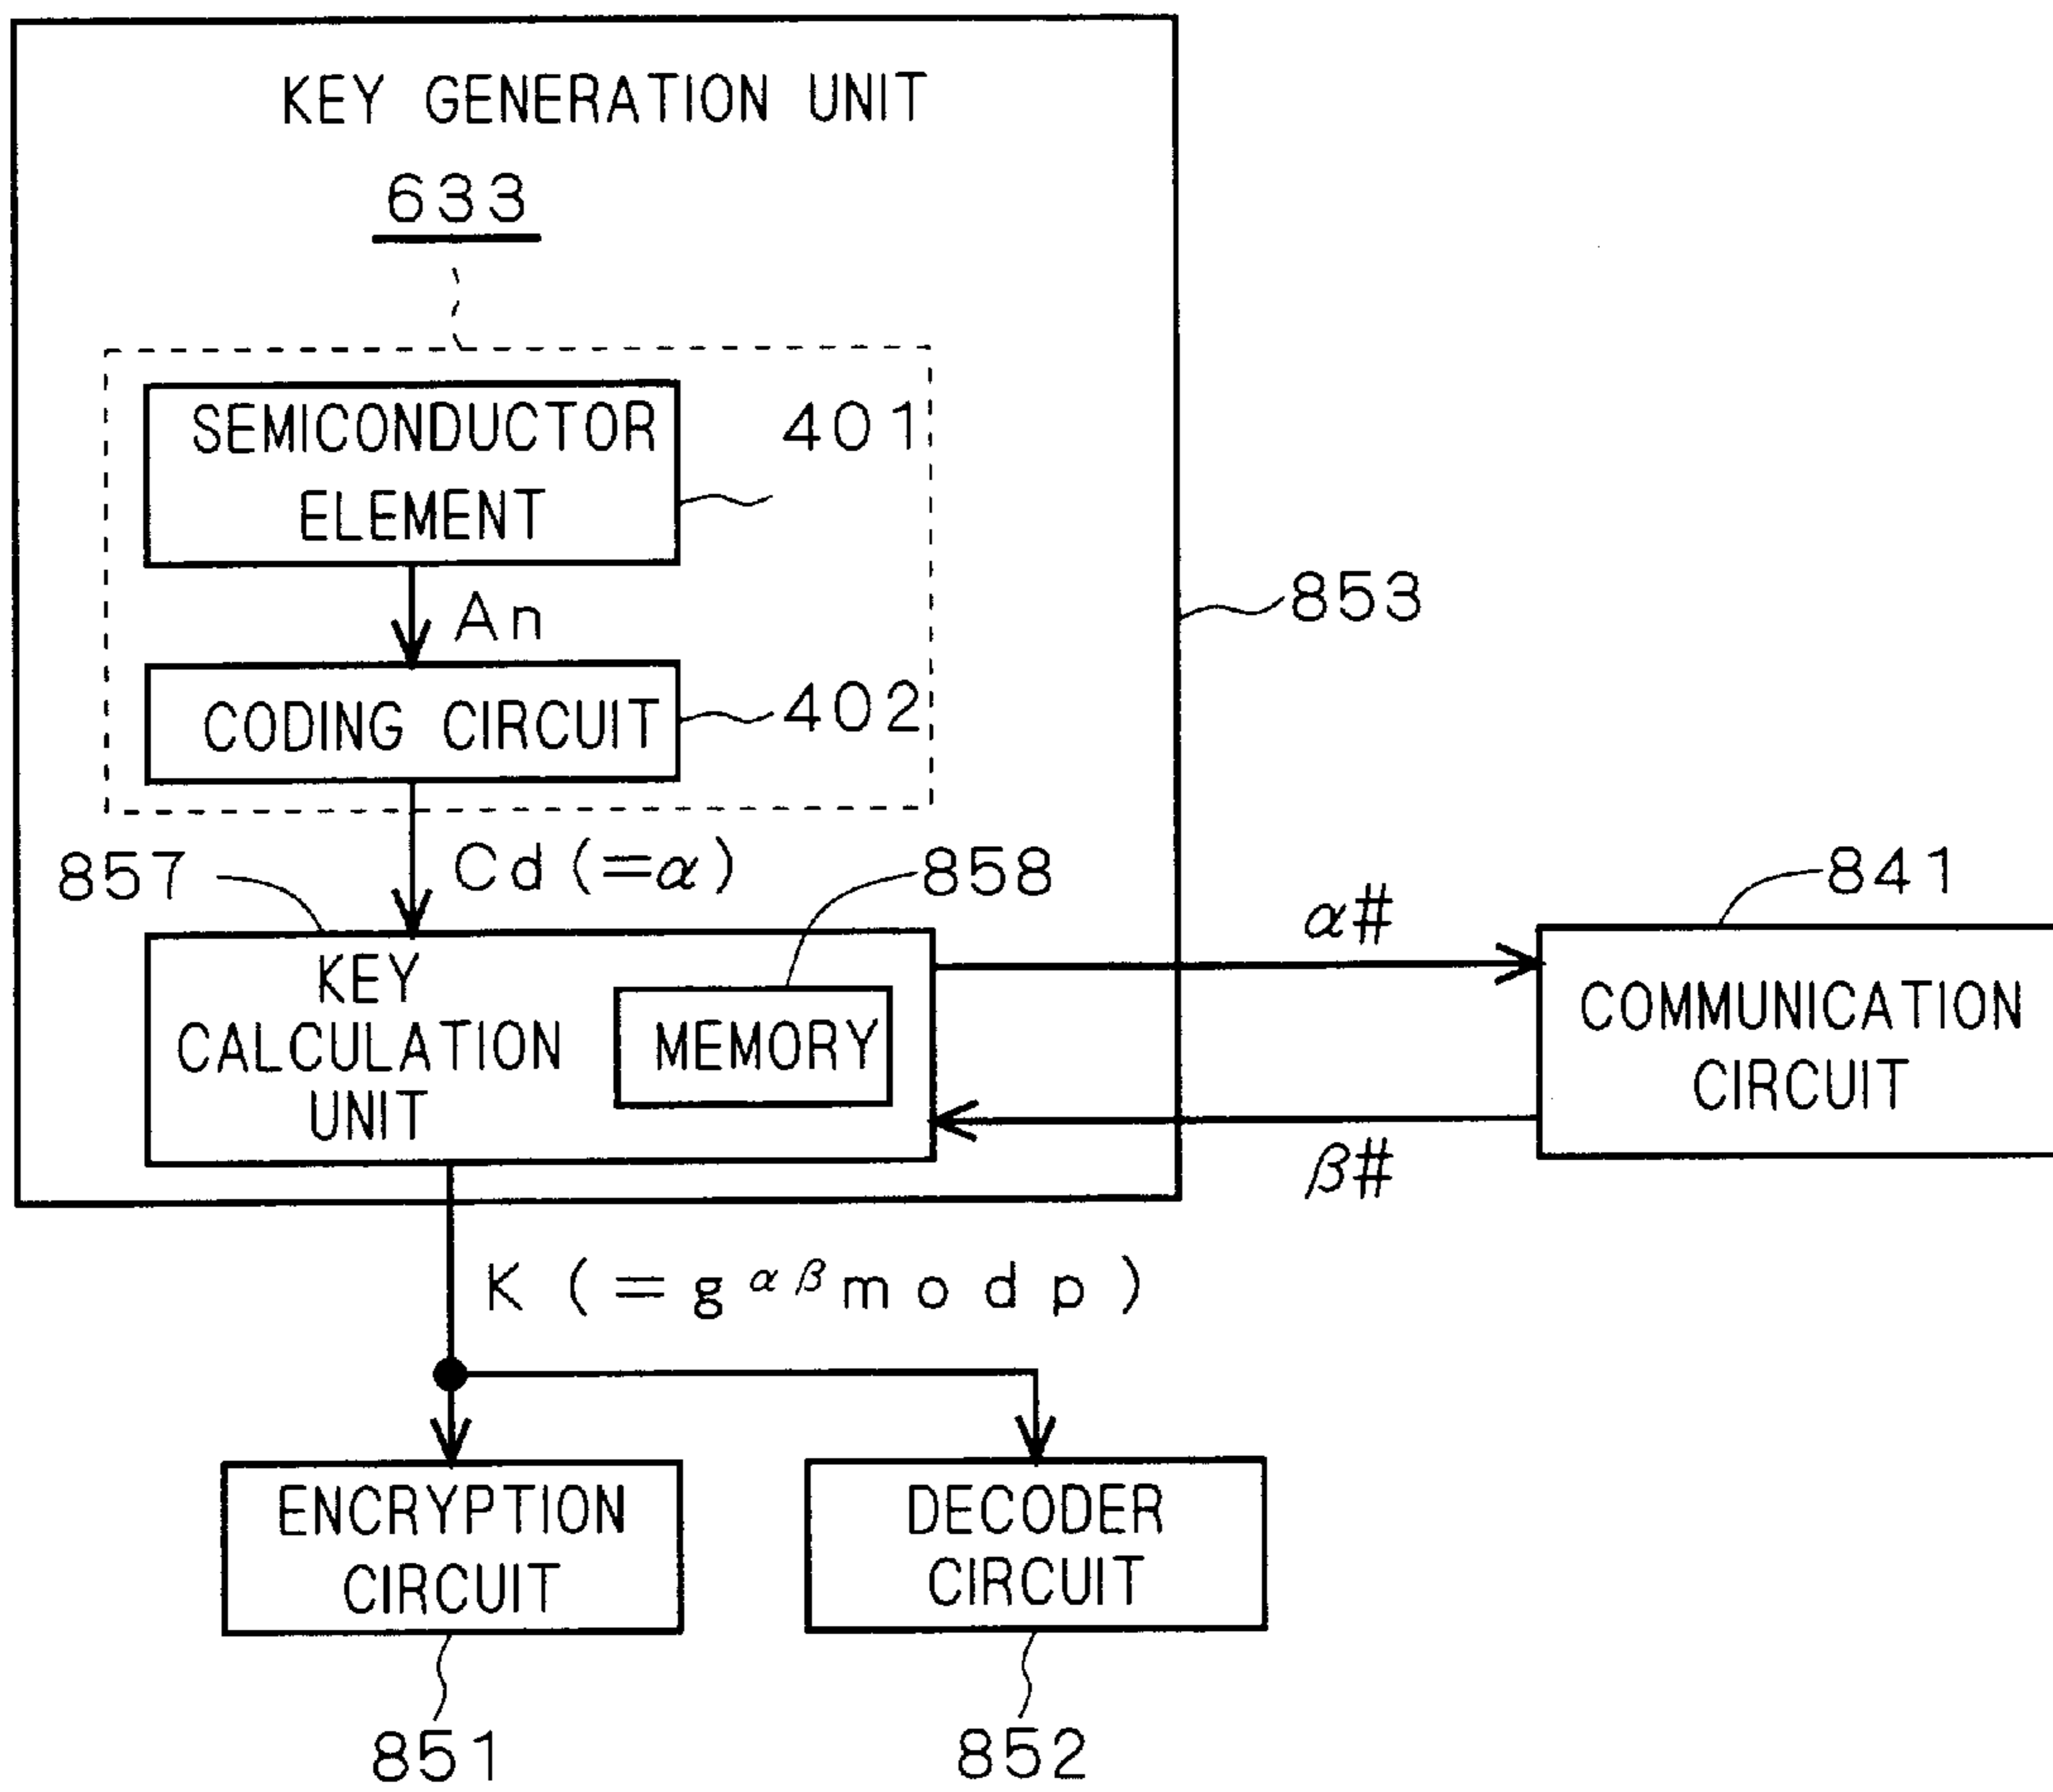 KEY GENERATION UNIT
633
SEMICONDUCTOR
ELEMENT
401
An
853
CODING CIRCUIT
402
Cd (=α)
857
858
841
KEY
CALCULATION
UNIT
MEMORY
α#
β#
COMMUNICATION
CIRCUIT
K (=g^αβ modp)
ENCRYPTION
CIRCUIT
DECODER
CIRCUIT
851
852